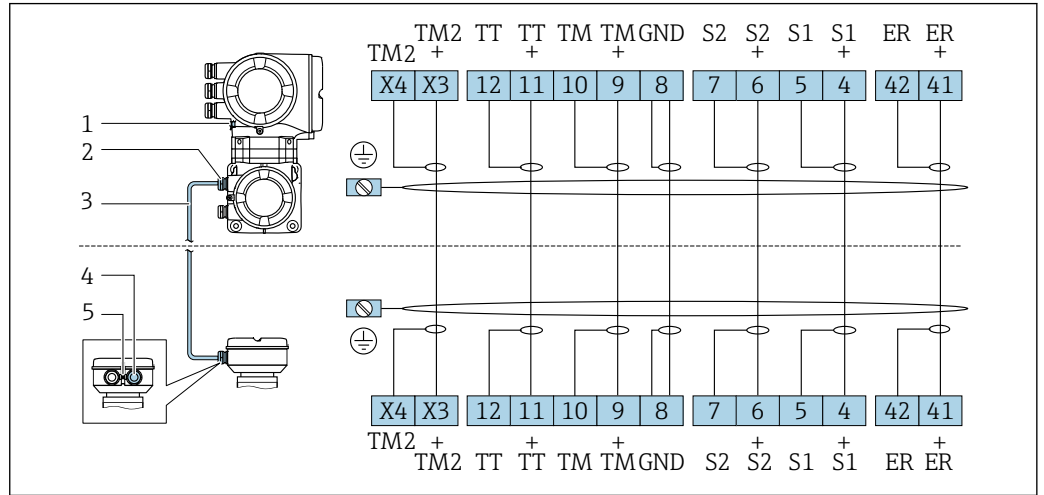 TM2 TT TT TM TM GND S2 S2 S1 S1 ER ER
TM2 + + + + + +
X4 X3 12 11 10 9 8 7 6 5 4 42 41
1
2
3
4
5
X4 X3 12 11 10 9 8 7 6 5 4 42 41
TM2 + + + + + +
TM2 TT TT TM TM GND S2 S2 S1 S1 ER ER